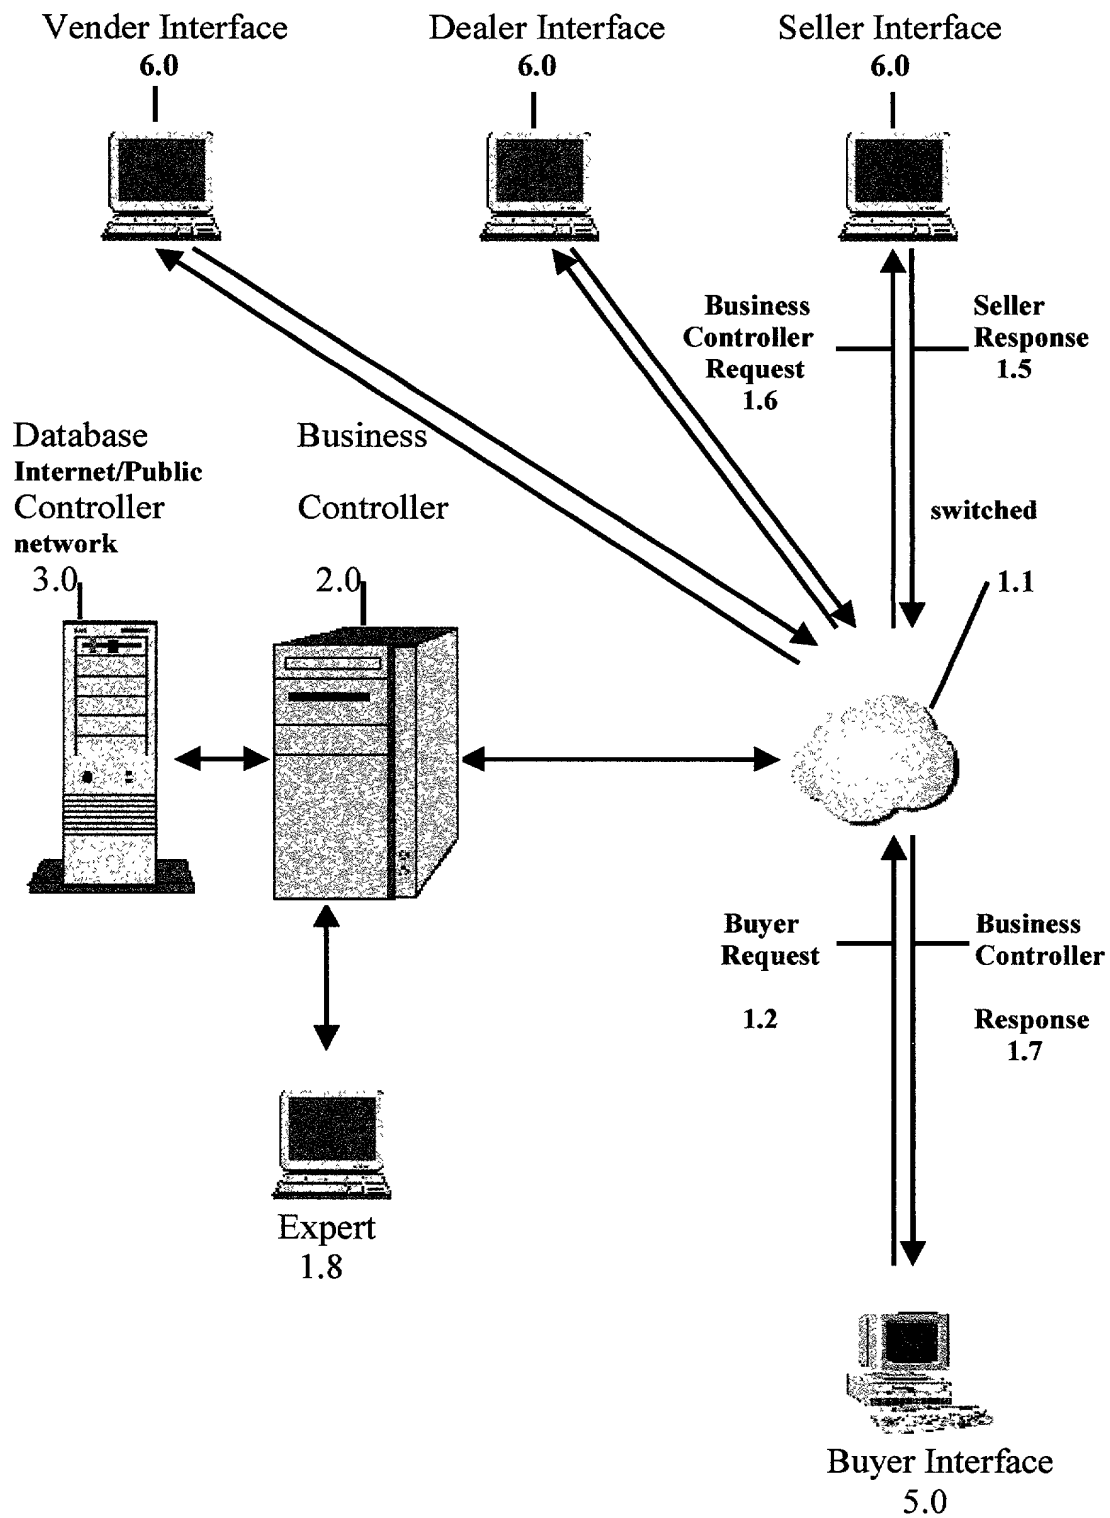 Vender Interface
6.0
Dealer Interface
6.0
Seller Interface
6.0
Business
Controller
Request
1.6
Seller
Response
1.5
Database
Internet/Public
Controller
network
3.0
Business
Controller
2.0
switched
1.1
Buyer
Request
1.2
Business
Controller
Response
1.7
Expert
1.8
Buyer Interface
5.0